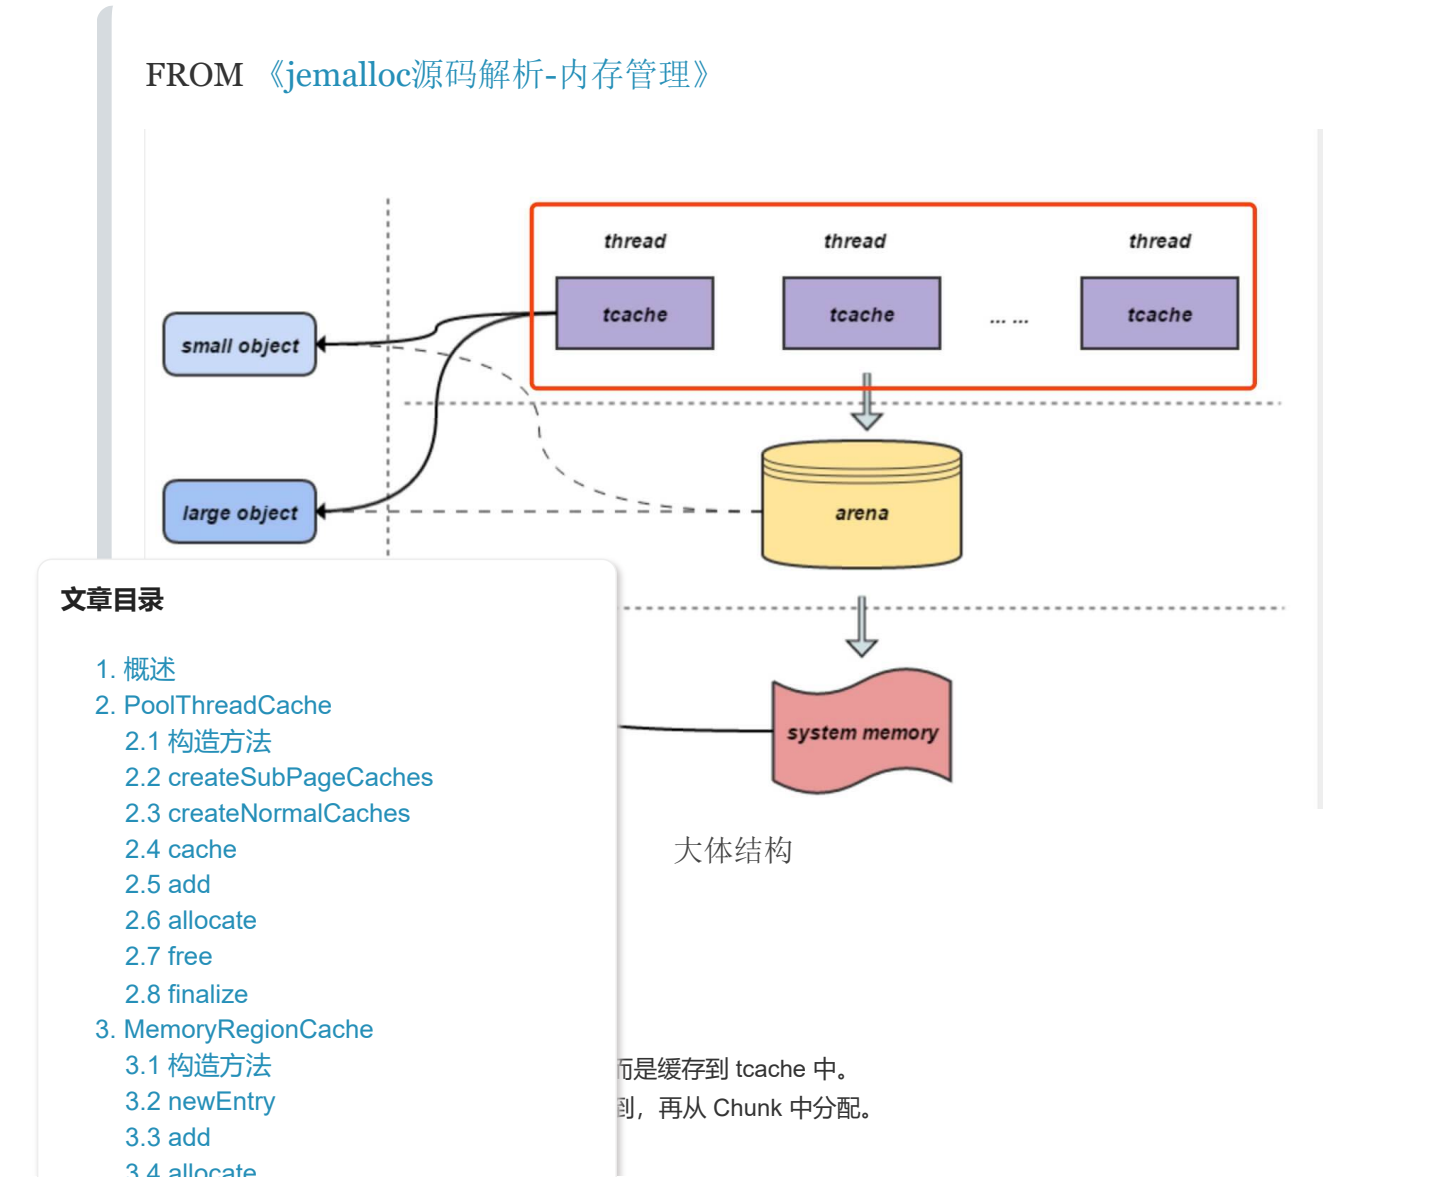 FROM 《jemalloc源码解析-内存管理》
thread thread thread
tcache tcache ... ... tcache
small object
large object
arena
system memory
大体结构
文章目录
1. 概述
2. PoolThreadCache
2.1 构造方法
2.2 createSubPageCaches
2.3 createNormalCaches
2.4 cache
2.5 add
2.6 allocate
2.7 free
2.8 finalize
3. MemoryRegionCache
3.1 构造方法
3.2 newEntry
3.3 add
3.4 allocate
而是缓存到 tcache 中。
到，再从 Chunk 中分配。